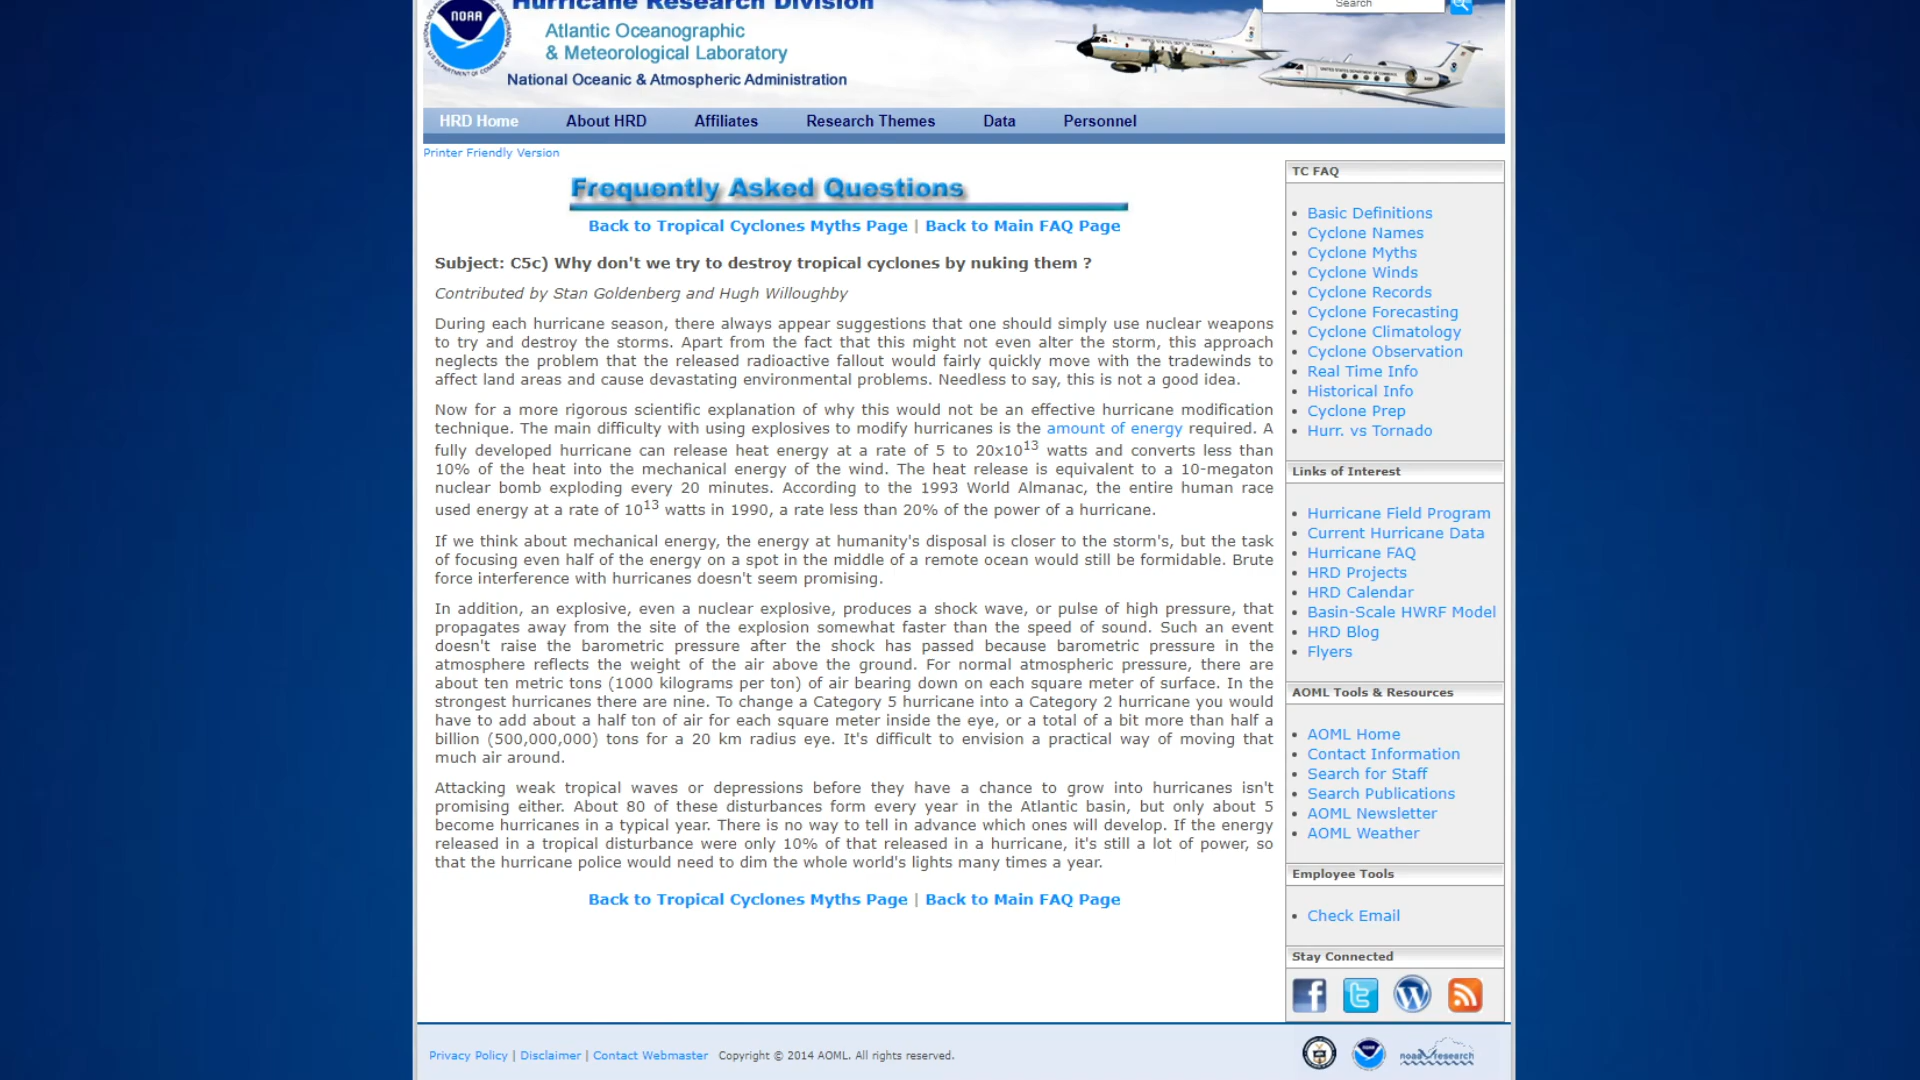 Hurricane Research Division
Search
NOAA
Atlantic Oceanographic
& Meteorological Laboratory
National Oceanic & Atmospheric Administration
HRD Home About HRD Affiliates Research Themes Data Personnel
Printer Friendly Version
Frequently Asked Questions
Back to Tropical Cyclones Myths Page | Back to Main FAQ Page
Subject: C5c) Why don't we try to destroy tropical cyclones by nuking them ?
Contributed by Stan Goldenberg and Hugh Willoughby
During each hurricane season, there always appear suggestions that one should simply use nuclear weapons
to try and destroy the storms. Apart from the fact that this might not even alter the storm, this approach
neglects the problem that the released radioactive fallout would fairly quickly move with the tradewinds to
affect land areas and cause devastating environmental problems. Needless to say, this is not a good idea.
Now for a more rigorous scientific explanation of why this would not be an effective hurricane modification
technique. The main difficulty with using explosives to modify hurricanes is the amount of energy required. A
fully developed hurricane can release heat energy at a rate of 5 to 20x10¹³ watts and converts less than
10% of the heat into the mechanical energy of the wind. The heat release is equivalent to a 10-megaton
nuclear bomb exploding every 20 minutes. According to the 1993 World Almanac, the entire human race
used energy at a rate of 10¹³ watts in 1990, a rate less than 20% of the power of a hurricane.
If we think about mechanical energy, the energy at humanity's disposal is closer to the storm's, but the task
of focusing even half of the energy on a spot in the middle of a remote ocean would still be formidable. Brute
force interference with hurricanes doesn't seem promising.
In addition, an explosive, even a nuclear explosive, produces a shock wave, or pulse of high pressure, that
propagates away from the site of the explosion somewhat faster than the speed of sound. Such an event
doesn't raise the barometric pressure after the shock has passed because barometric pressure in the
atmosphere reflects the weight of the air above the ground. For normal atmospheric pressure, there are
about ten metric tons (1000 kilograms per ton) of air bearing down on each square meter of surface. In the
strongest hurricanes there are nine. To change a Category 5 hurricane into a Category 2 hurricane you would
have to add about a half ton of air for each square meter inside the eye, or a total of a bit more than half a
billion (500,000,000) tons for a 20 km radius eye. It's difficult to envision a practical way of moving that
much air around.
Attacking weak tropical waves or depressions before they have a chance to grow into hurricanes isn't
promising either. About 80 of these disturbances form every year in the Atlantic basin, but only about 5
become hurricanes in a typical year. There is no way to tell in advance which ones will develop. If the energy
released in a tropical disturbance were only 10% of that released in a hurricane, it's still a lot of power, so
that the hurricane police would need to dim the whole world's lights many times a year.
Back to Tropical Cyclones Myths Page | Back to Main FAQ Page
TC FAQ
Basic Definitions
Cyclone Names
Cyclone Myths
Cyclone Winds
Cyclone Records
Cyclone Forecasting
Cyclone Climatology
Cyclone Observation
Real Time Info
Historical Info
Cyclone Prep
Hurr. vs Tornado
Links of Interest
Hurricane Field Program
Current Hurricane Data
Hurricane FAQ
HRD Projects
HRD Calendar
Basin-Scale HWRF Model
HRD Blog
Flyers
AOML Tools & Resources
AOML Home
Contact Information
Search for Staff
Search Publications
AOML Newsletter
AOML Weather
Employee Tools
Check Email
Stay Connected
Privacy Policy | Disclaimer | Contact Webmaster Copyright © 2014 AOML. All rights reserved.
noaa research